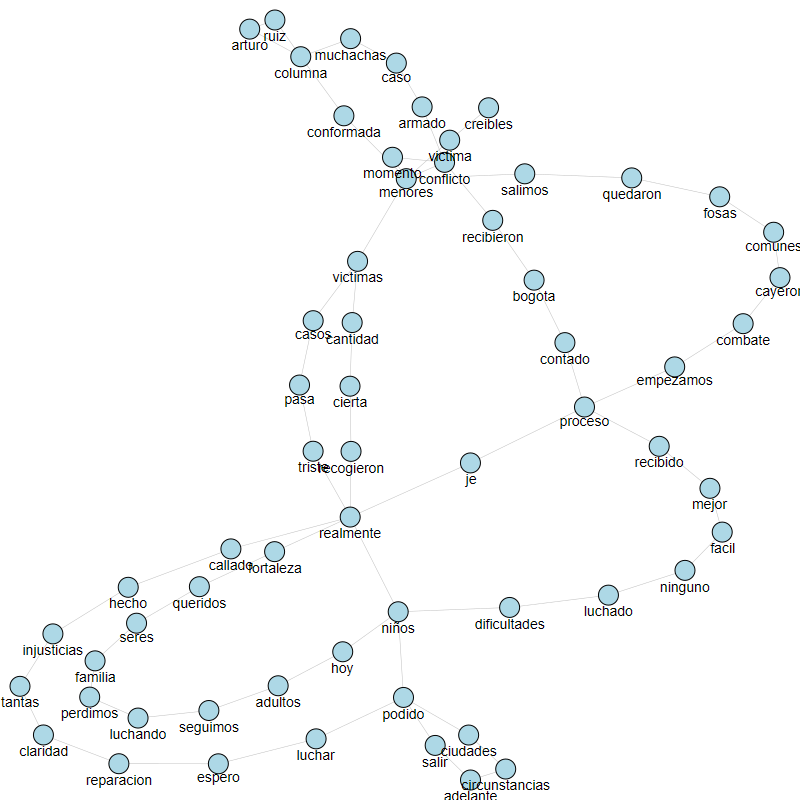 ruiz
arturo
muchachas
columna
caso
armado
creibles
conformada
victima
momento
conflicto
menores
salimos
quedaron
fosas
recibieron
comunes
victimas
bogota
cayeron
casos
cantidad
combate
contado
empezamos
pasa
cierta
proceso
recibido
triste
recogieron
je
mejor
realmente
facil
callado
fortaleza
ninguno
hecho
queridos
luchado
dificultades
seres
niños
injusticias
hoy
familia
tantas
adultos
perdimos
podido
seguimos
luchando
claridad
ciudades
luchar
salir
reparacion
espero
circunstancias
adelante